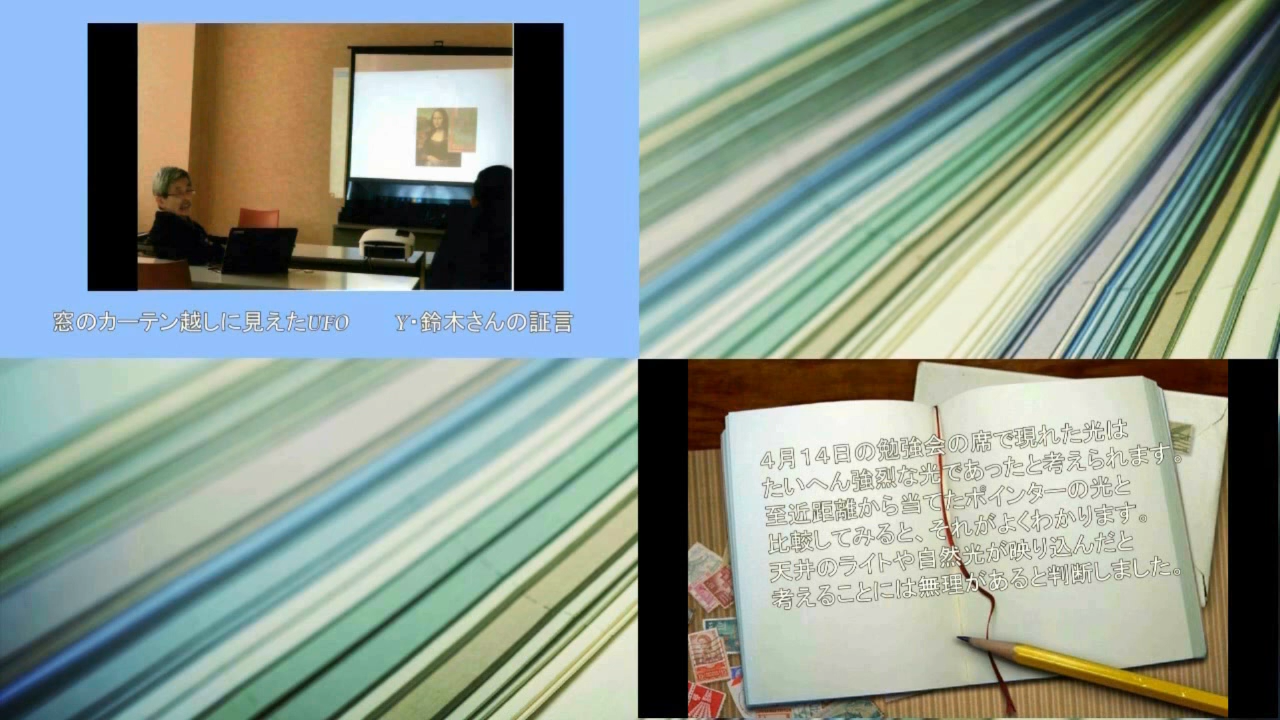 窓のカーテン越しに見えたUFO Y・鈴木さんの証言
4月14日の勉強会の席で現れた光は
たいへん強烈な光であったと考えられます。
至近距離から当てたポインターの光と
比較してみると、それがよくわかります。
天井のライトや自然光が映り込んだと
考えることには無理があると判断しました。